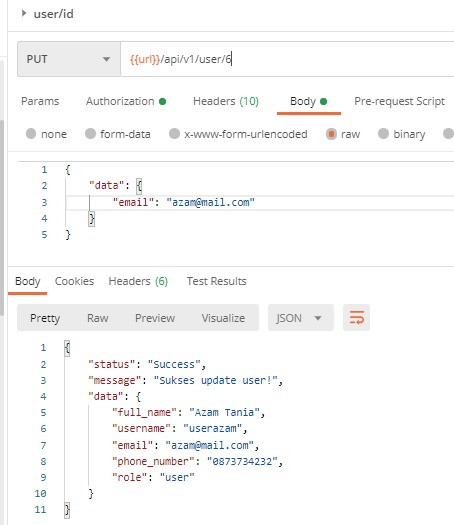 user/id
PUT {{url}}/api/v1/user/6
Params Authorization Headers (10) Body Pre-request Script
none form-data x-www-form-urlencoded raw binary
1 {
2 "data": {
3 "email": "azam@mail.com"
4 }
5 }
Body Cookies Headers (6) Test Results
Pretty Raw Preview Visualize JSON
1 {
2 "status": "Success",
3 "message": "Sukses update user!",
4 "data": {
5 "full_name": "Azam Tania",
6 "username": "userazam",
7 "email": "azam@mail.com",
8 "phone_number": "0873734232",
9 "role": "user"
10 }
11 }